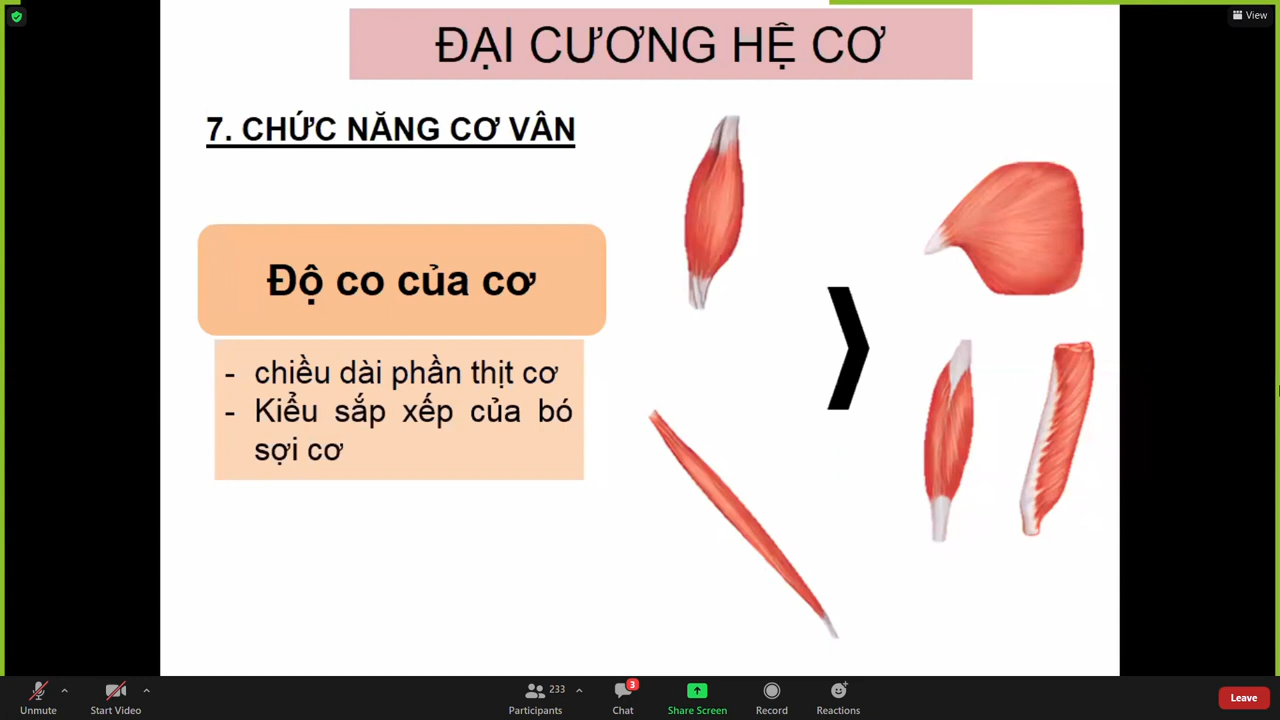 View
ĐẠI CƯƠNG HỆ CƠ
7. CHỨC NĂNG CƠ VÂN
Độ co của cơ
- chiều dài phần thịt cơ
- Kiểu sắp xếp của bó
sợi cơ
233
3
Unmute
Start Video
Participants
Chat
Share Screen
Record
Reactions
Leave